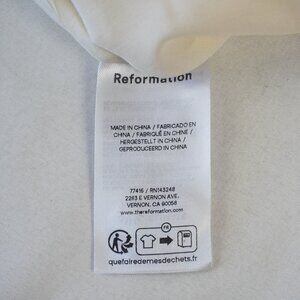 Reformation
MADE IN CHINA / FABRICADO EN
CHINA / FABRIQUÉ EN CHINE /
HERGESTELLT IN CHINA /
GEPRODUCEERD IN CHINA
77416 / RN143248
2263 E VERNON AVE.
VERNON, CA 90058
www.thereformation.com
FR
quefairedemesdechets.fr